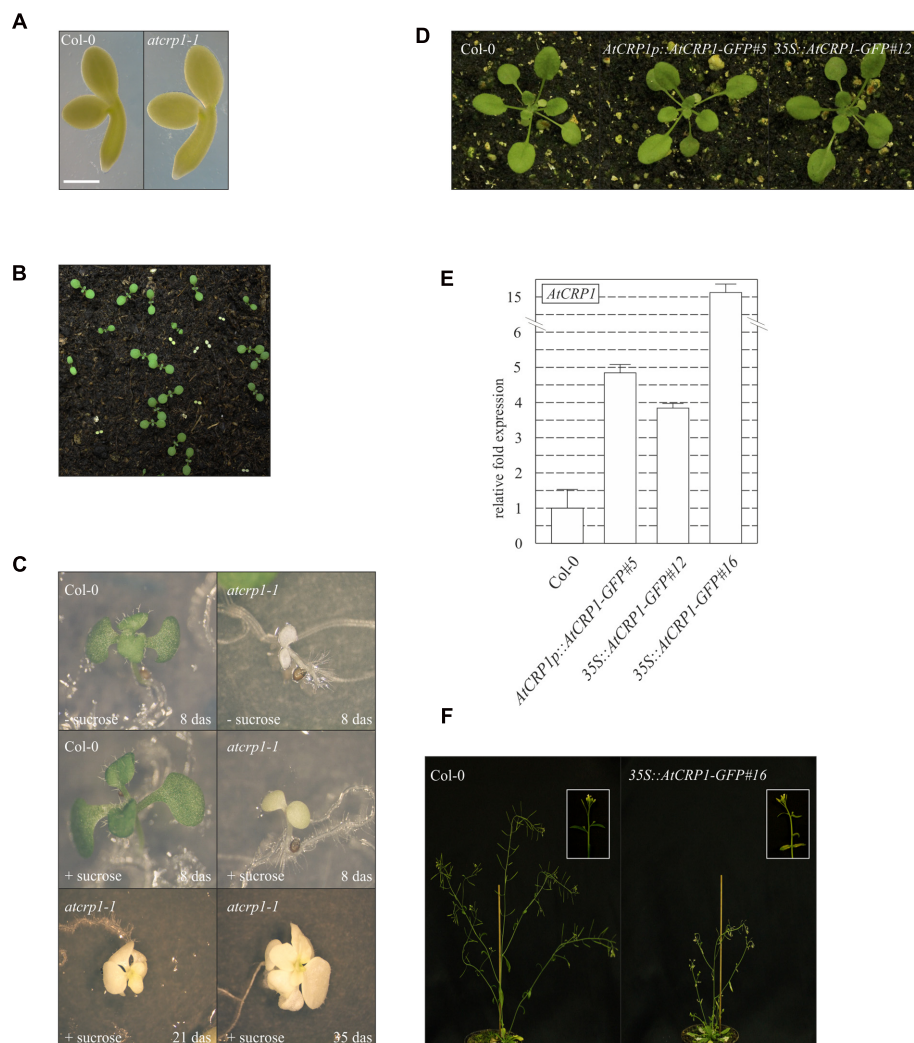 A
Col-0
atcrp1-1
B
C
Col-0
atcrp1-1
- sucrose 8 das
- sucrose 8 das
Col-0
atcrp1-1
+ sucrose 8 das
+ sucrose 8 das
atcrp1-1
atcrp1-1
+ sucrose 21 das
+ sucrose 35 das
D
Col-0
AtCRP1p::AtCRP1-GFP#5
35S::AtCRP1-GFP#12
E
AtCRP1
relative fold expression
15
6
5
4
3
2
1
0
Col-0
AtCRP1p::AtCRP1-GFP#5
35S::AtCRP1-GFP#12
35S::AtCRP1-GFP#16
F
Col-0
35S::AtCRP1-GFP#16